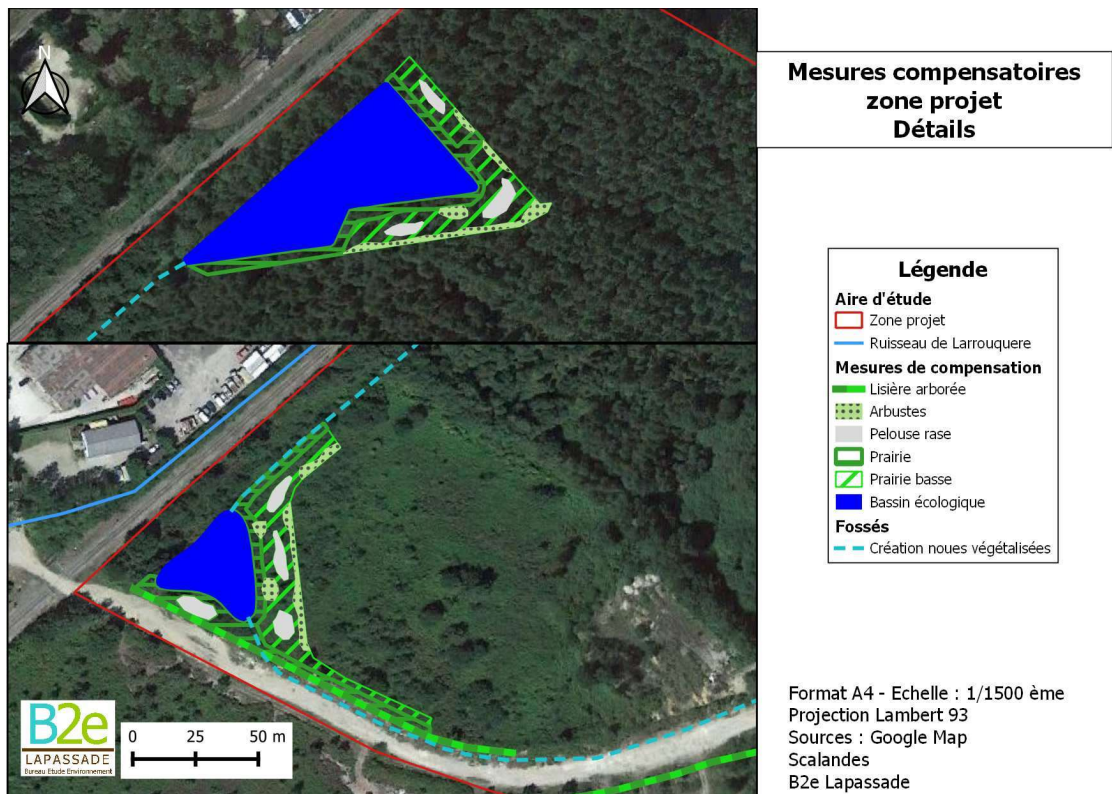 N
Mesures compensatoires
zone projet
Détails
Légende
Aire d'étude
Zone projet
Ruisseau de Larrouquere
Mesures de compensation
Lisière arborée
Arbustes
Pelouse rase
Prairie
Prairie basse
Bassin écologique
Fossés
Création noues végétalisées
B2e
LAPASSADE
Bureau Etude Environnement
0 25 50 m
Format A4 - Echelle : 1/1500 ème
Projection Lambert 93
Sources : Google Map
Scalandes
B2e Lapassade